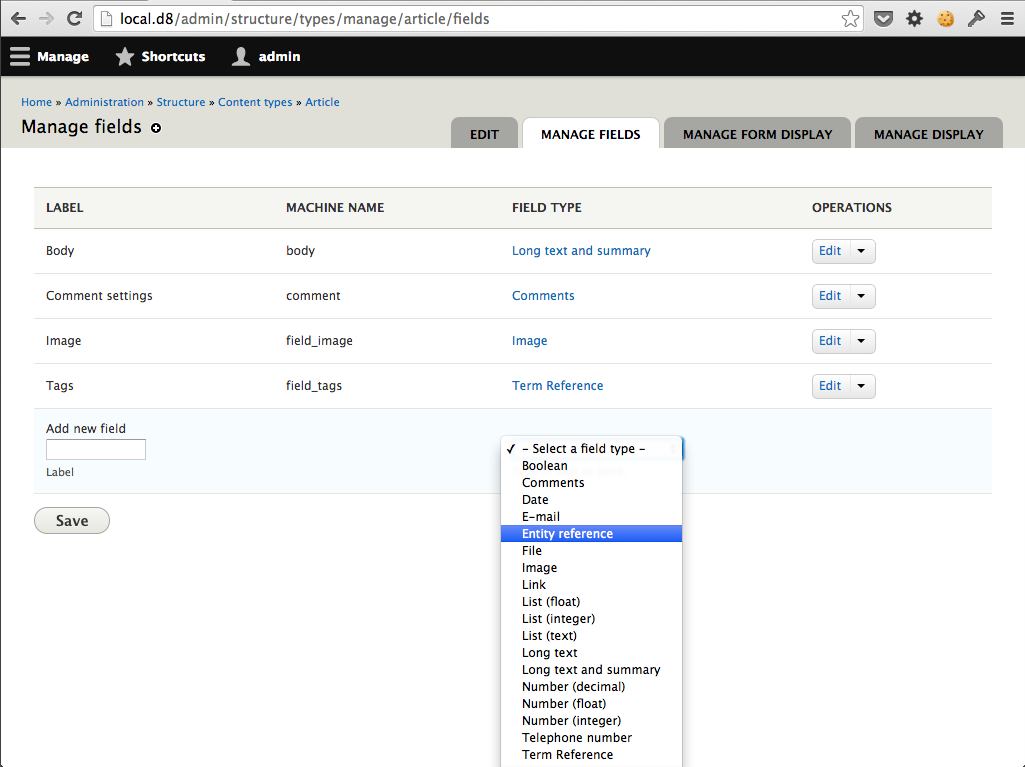 local.d8/admin/structure/types/manage/article/fields
Manage Shortcuts admin
Home » Administration » Structure » Content types » Article
Manage fields
EDIT MANAGE FIELDS MANAGE FORM DISPLAY MANAGE DISPLAY
LABEL MACHINE NAME FIELD TYPE OPERATIONS
Body body Long text and summary Edit
Comment settings comment Comments Edit
Image field_image Image Edit
Tags field_tags Term Reference Edit
Add new field
Label
Save
✓ - Select a field type -
Boolean
Comments
Date
E-mail
Entity reference
File
Image
Link
List (float)
List (integer)
List (text)
Long text
Long text and summary
Number (decimal)
Number (float)
Number (integer)
Telephone number
Term Reference